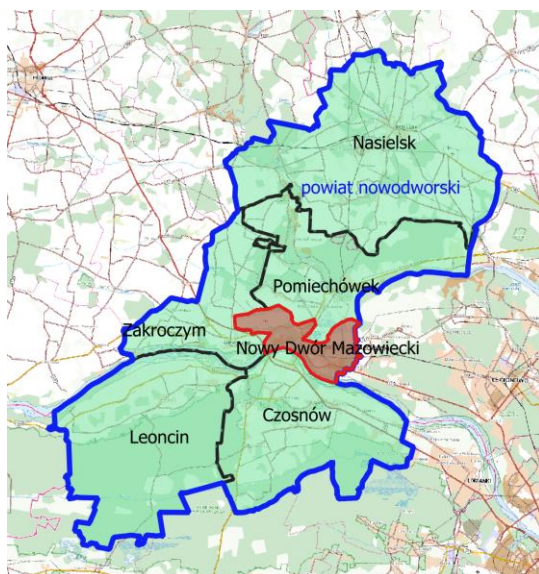 Nasielsk
powiat nowodworski
Pomiechówek
Zakroczym
Nowy Dwór Mazowiecki
Czosnów
Leoncin